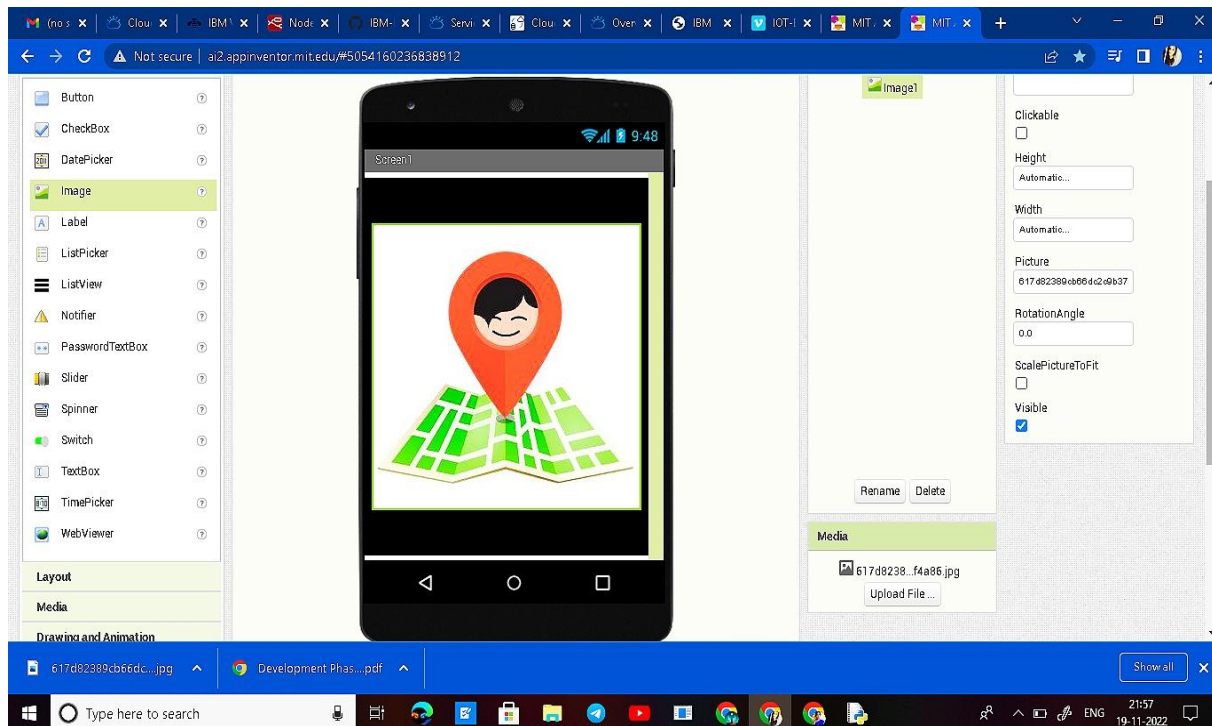 (no s
Clou
IBM
Node
IBM-
Servi
Clou
Over
IBM
IOT-
MIT
MIT
Not secure
ai2.appinventor.mit.edu/#5054160236838912
Button
CheckBox
DatePicker
Image
Label
ListPicker
ListView
Notifier
PasswordTextBox
Slider
Spinner
Switch
TextBox
TimePicker
WebViewer
Layout
Media
Drawing and Animation
9:48
Screen1
Image1
Rename Delete
Media
617d8238...f4a86.jpg
Upload File ...
Clickable
Height
Automatic...
Width
Automatic...
Picture
617d82389cb66dc2c9b37
RotationAngle
0.0
ScalePictureToFit
Visible
617d82389cb66dc....jpg
Development Phas....pdf
Show all
Type here to search
ENG
21:57
19-11-2022